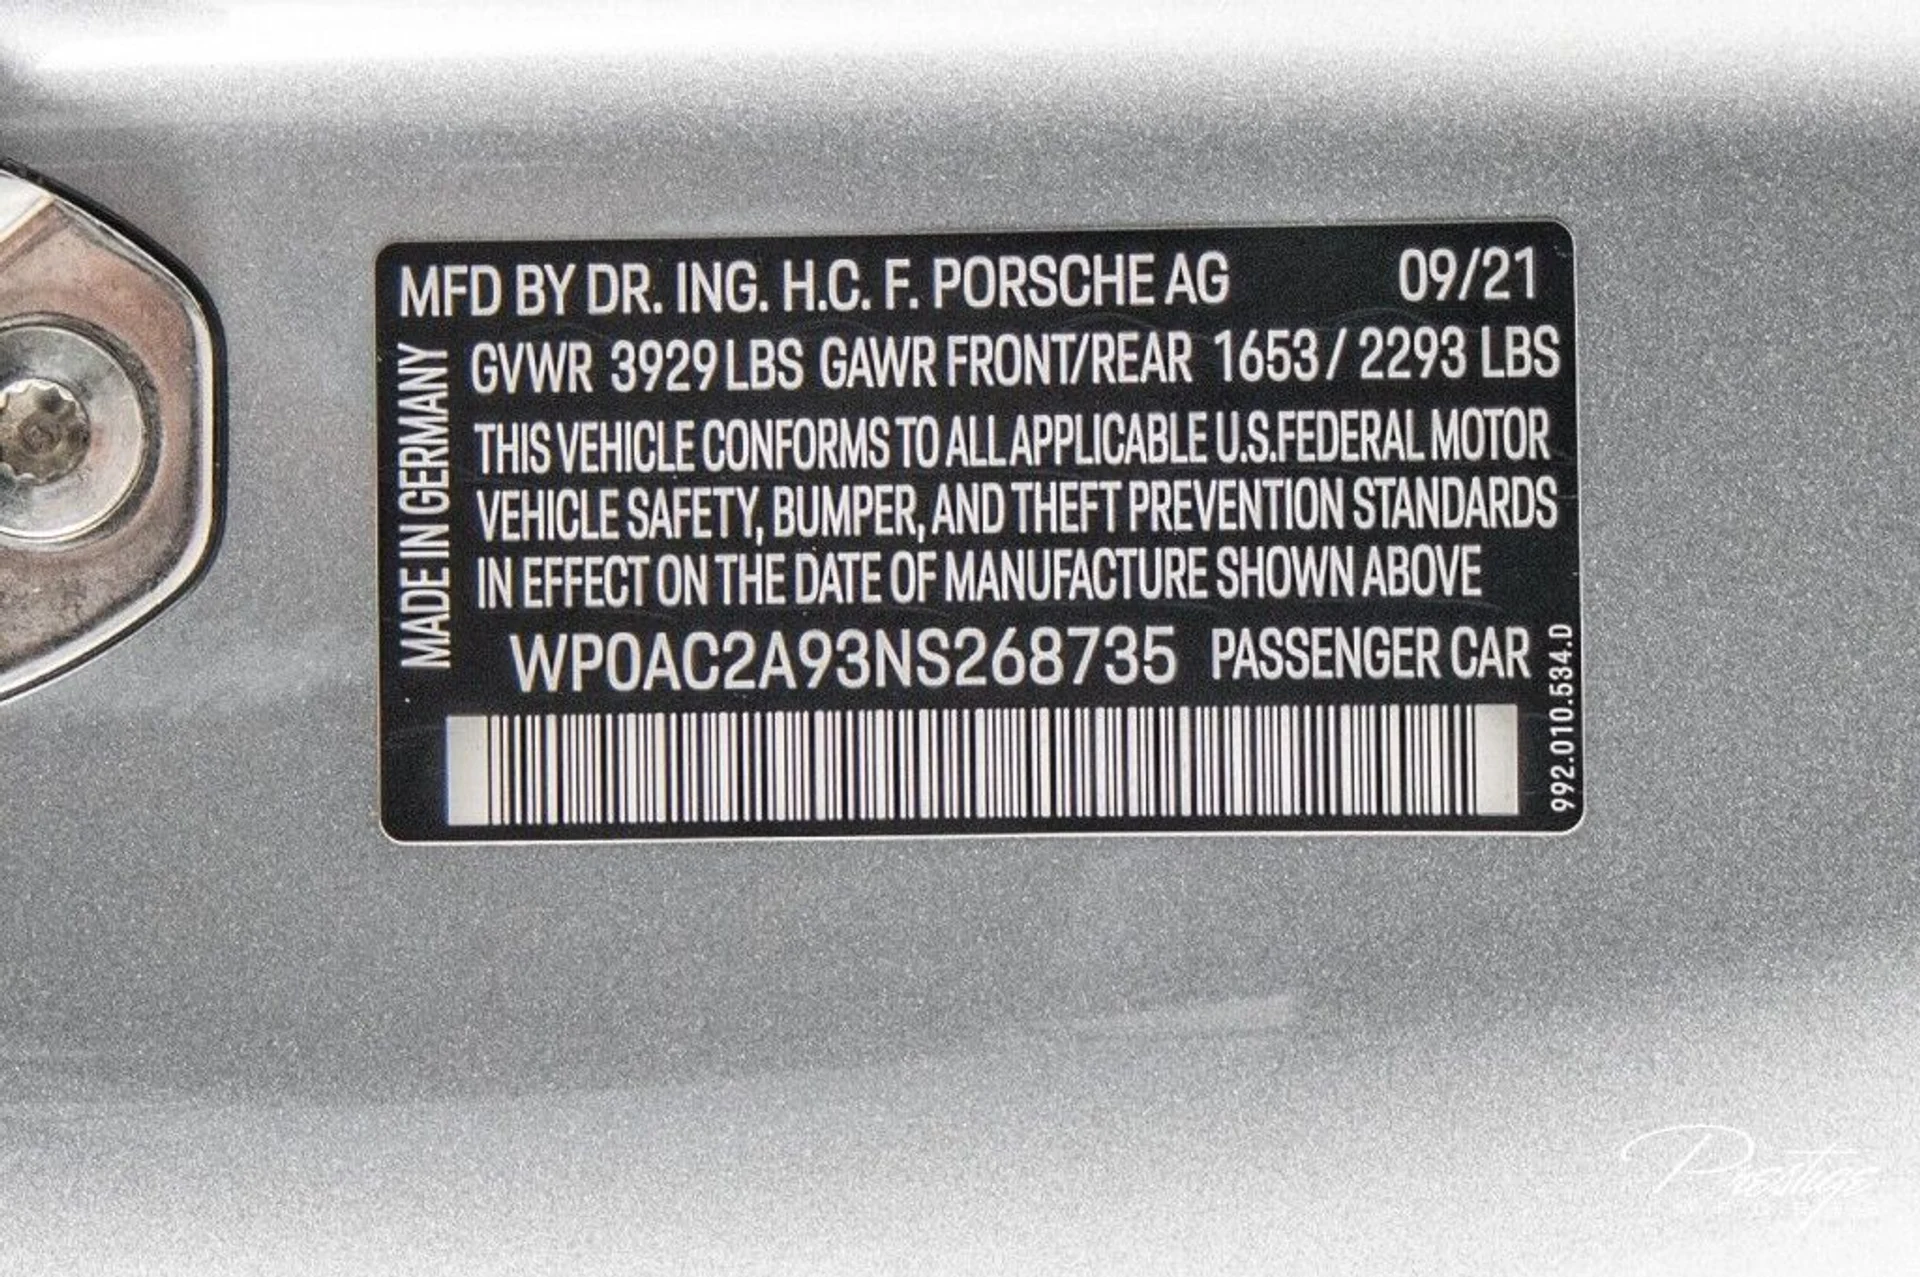 MFD BY DR. ING. H.C. F. PORSCHE AG 09/21
GVWR 3929 LBS GAWR FRONT/REAR 1653 / 2293 LBS
THIS VEHICLE CONFORMS TO ALL APPLICABLE U.S.FEDERAL MOTOR
VEHICLE SAFETY, BUMPER, AND THEFT PREVENTION STANDARDS
IN EFFECT ON THE DATE OF MANUFACTURE SHOWN ABOVE
WP0AC2A93NS268735 PASSENGER CAR
MADE IN GERMANY
992.010.534.D
Prestige